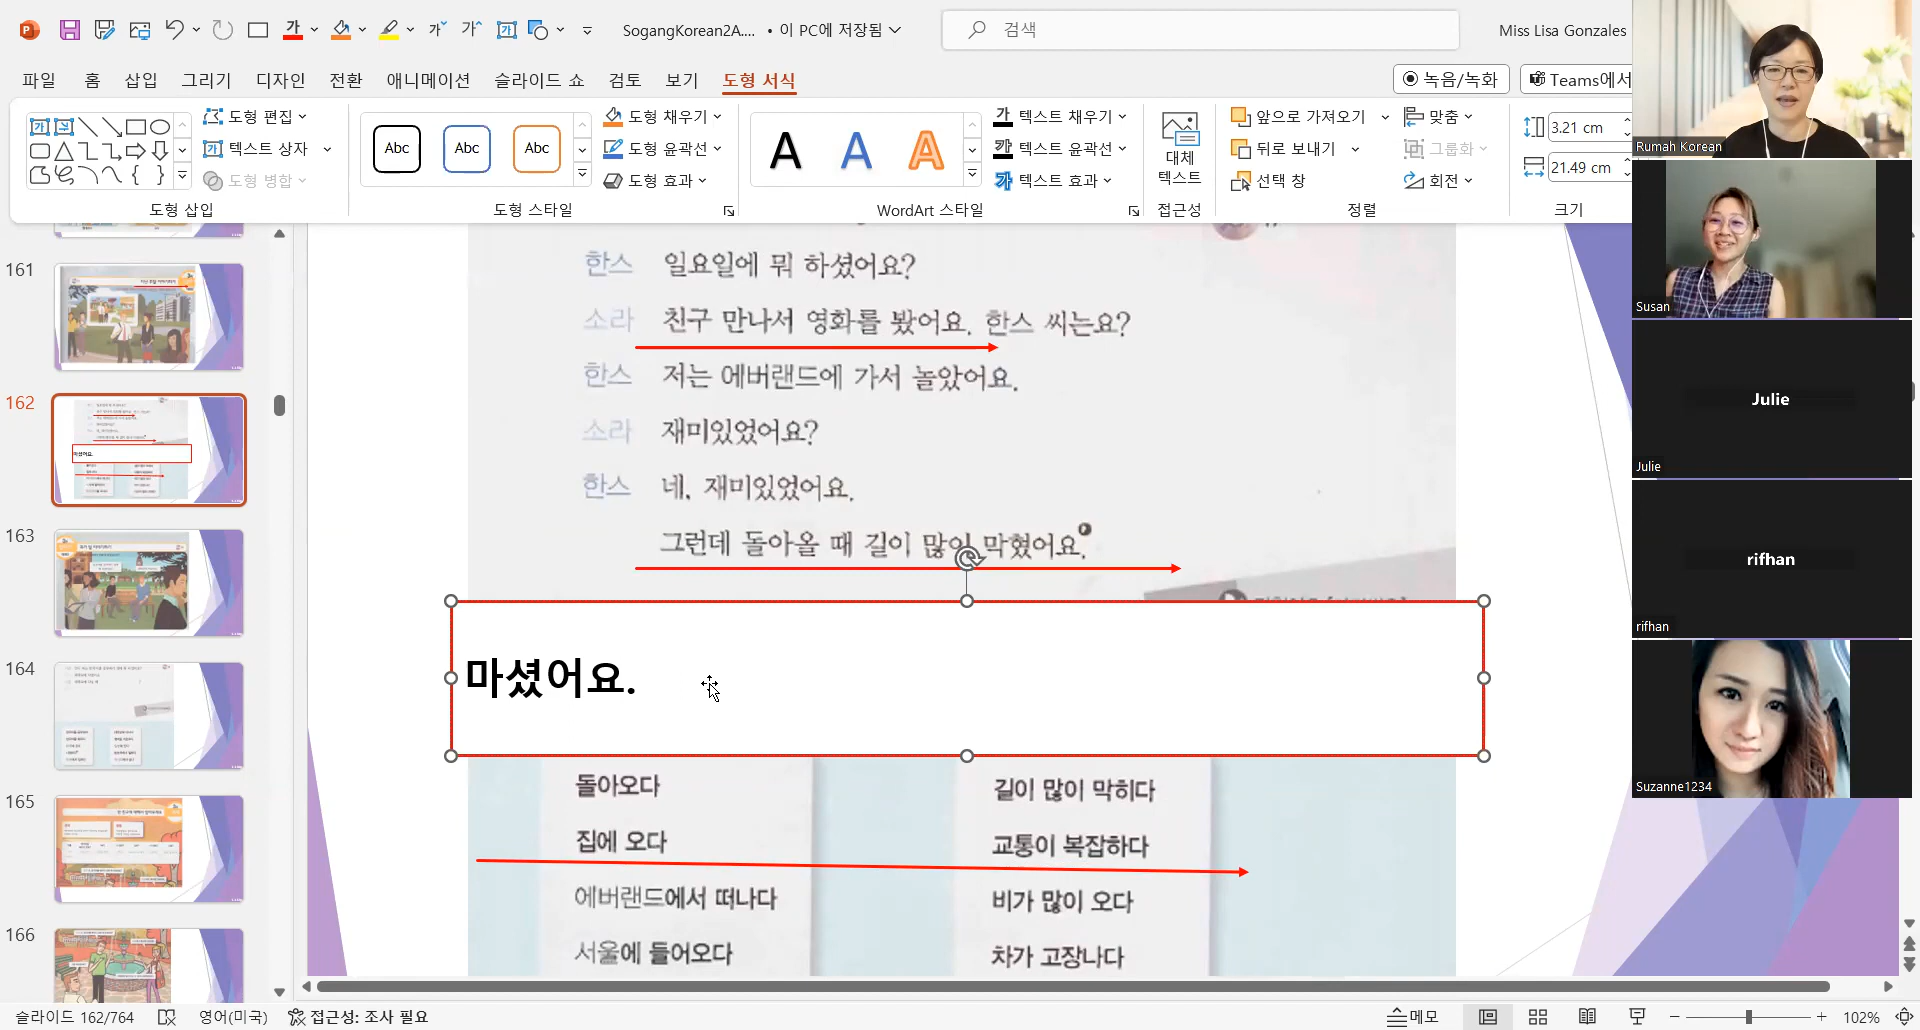 SogangKorean2A.... • 이 PC에 저장됨
검색
Miss Lisa Gonzales
파일 홈 삽입 그리기 디자인 전환 애니메이션 슬라이드 쇼 검토 보기 도형 서식
녹음/녹화
Teams에서
도형 편집
텍스트 상자
도형 병합
도형 삽입
Abc Abc Abc
도형 채우기
도형 윤곽선
도형 효과
도형 스타일
A A A
텍스트 채우기
텍스트 윤곽선
텍스트 효과
WordArt 스타일
대체
텍스트
접근성
앞으로 가져오기
뒤로 보내기
선택 창
맞춤
그룹화
회전
정렬
3.21 cm
21.49 cm
크기
161
162
163
164
165
166
한스 일요일에 뭐 하셨어요?
소라 친구 만나서 영화를 봤어요. 한스 씨는요?
한스 저는 에버랜드에 가서 놀았어요.
소라 재미있었어요?
한스 네, 재미있었어요.
그런데 돌아올 때 길이 많이 막혔어요.
마셨어요.
돌아오다 길이 많이 막히다
집에 오다 교통이 복잡하다
에버랜드에서 떠나다 비가 많이 오다
서울에 들어오다 차가 고장나다
Rumah Korean
Susan
Julie
Julie
rifhan
rifhan
Suzanne1234
슬라이드 162/764 영어(미국) 접근성: 조사 필요
메모
102%